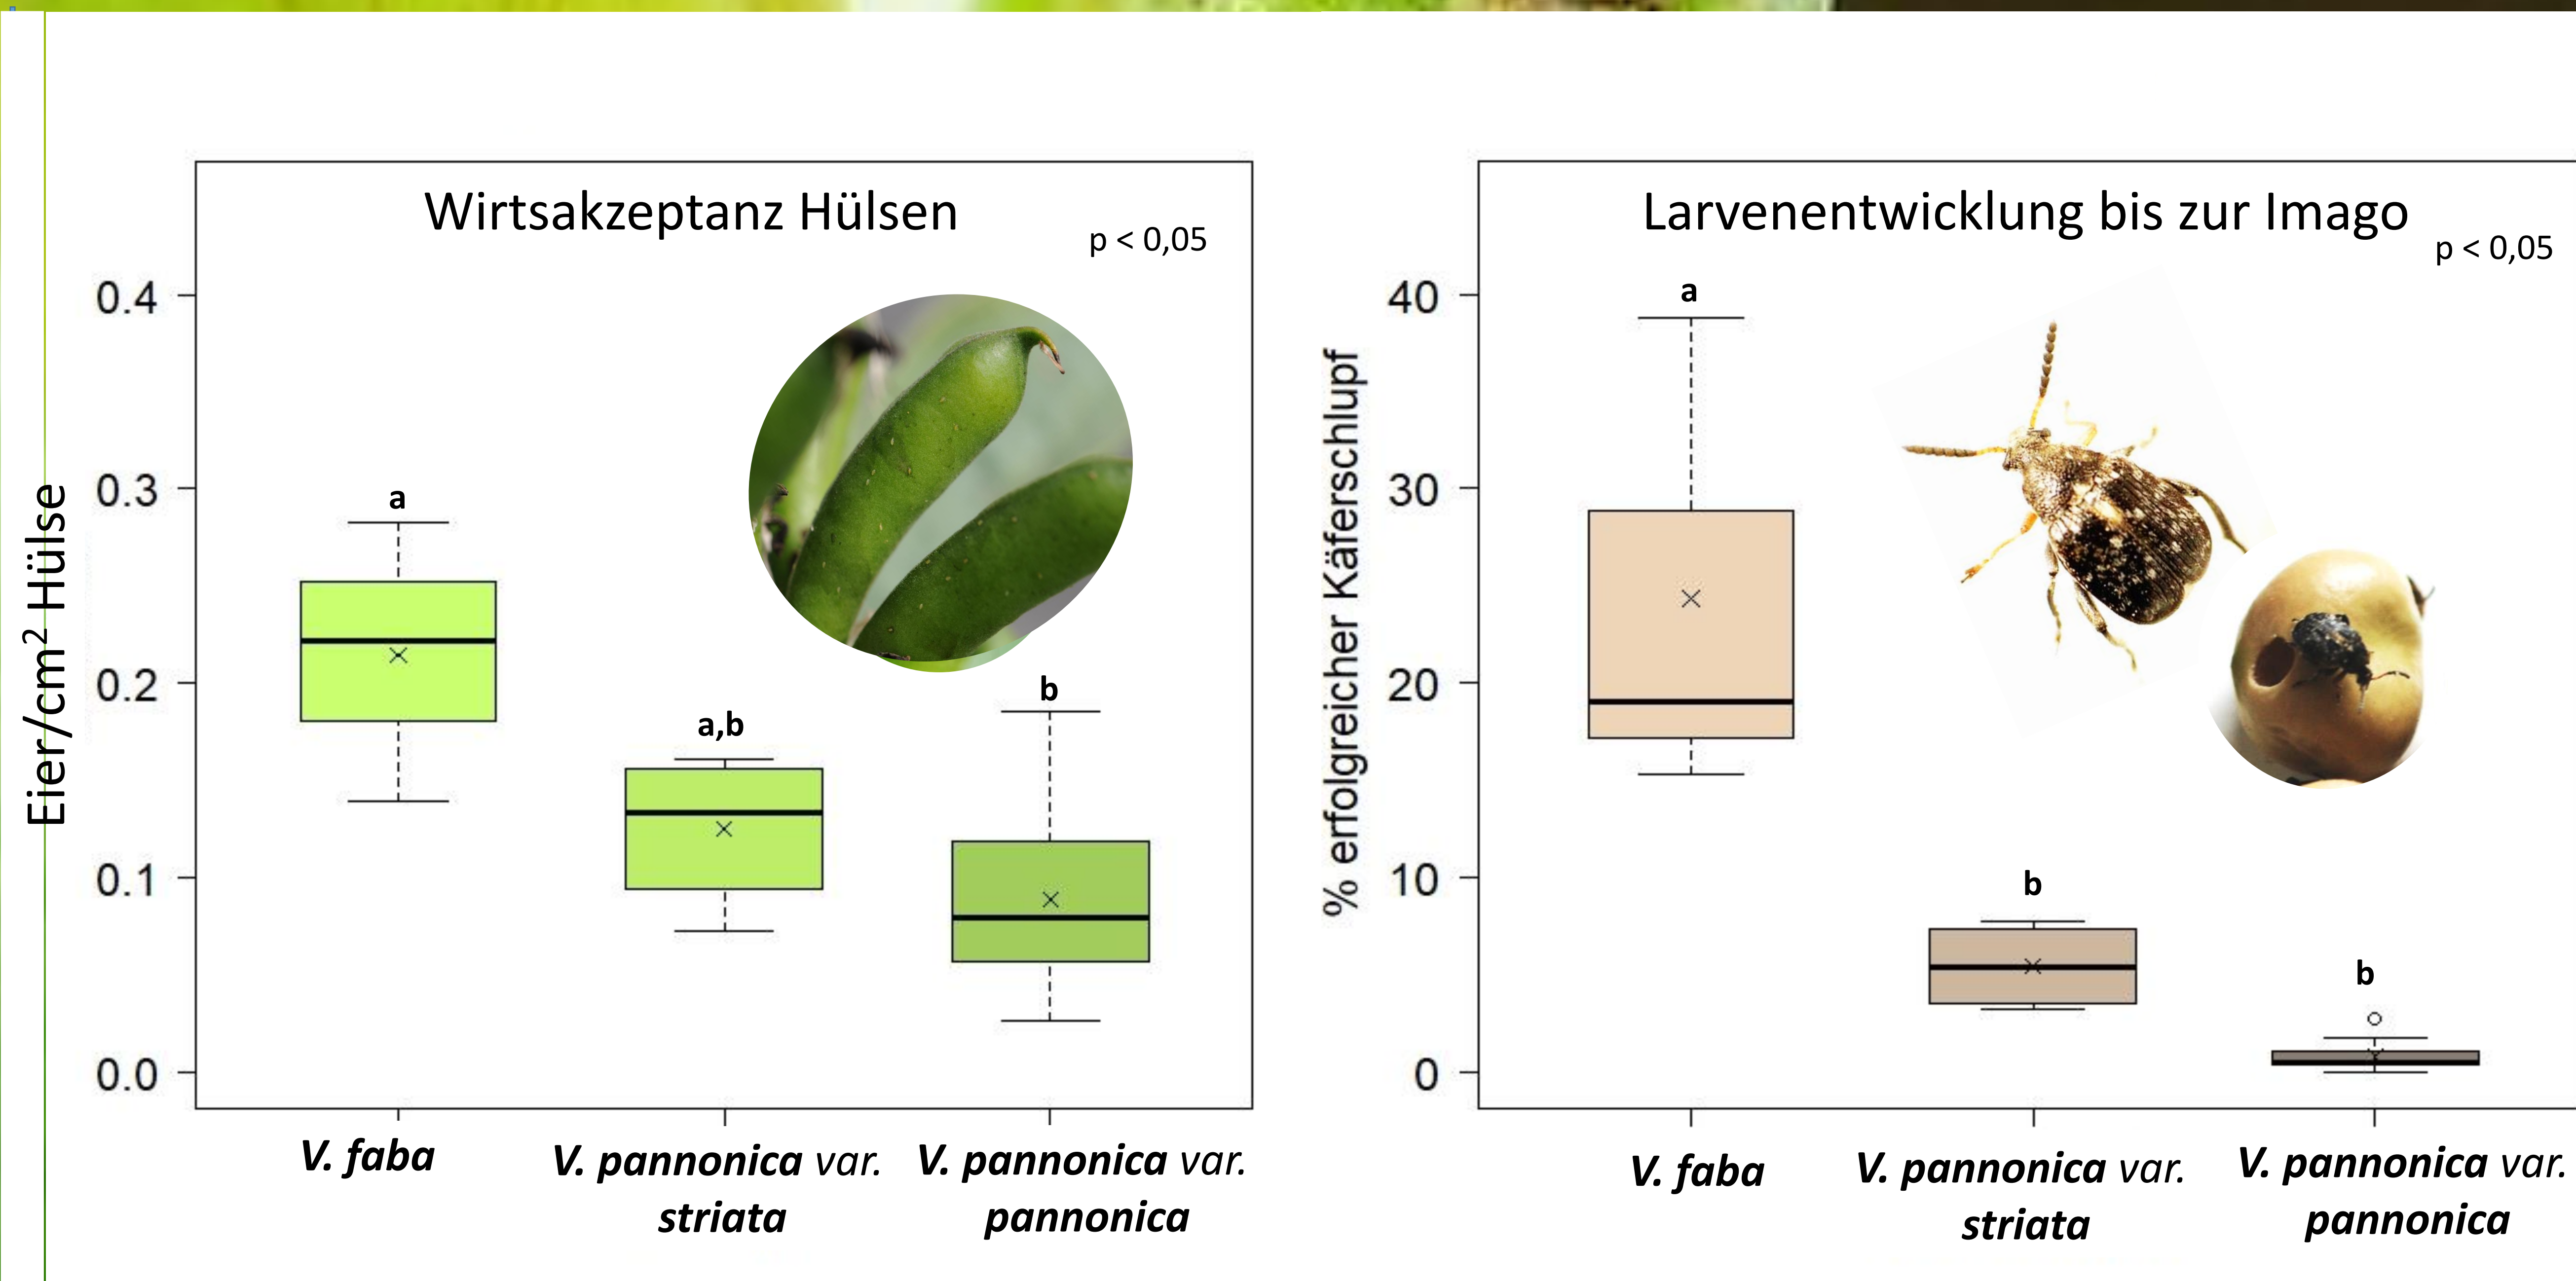 Wirtsakzeptanz Hülsen
p < 0,05
Eier/cm² Hülse
0.4
0.3
0.2
0.1
0.0
a
a,b
b
V. faba
V. pannonica var.
striata
V. pannonica var.
pannonica
Larvenentwicklung bis zur Imago
p < 0,05
% erfolgreicher Käferschlupf
40
30
20
10
0
a
b
b
V. faba
V. pannonica var.
striata
V. pannonica var.
pannonica